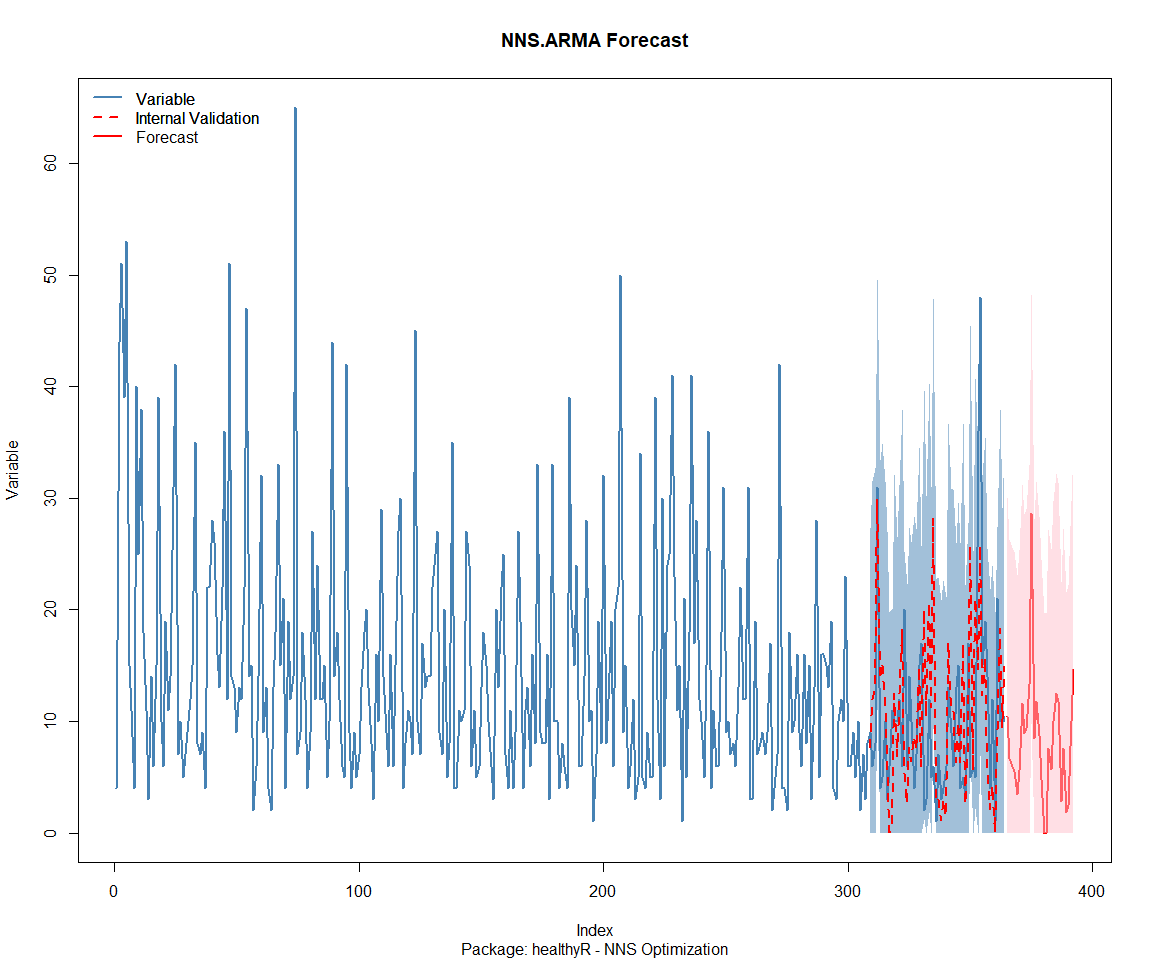 NNS.ARMA Forecast
Variable
Internal Validation
Forecast
Variable
60
50
40
30
20
10
0
0 100 200 300 400
Index
Package: healthyR - NNS Optimization